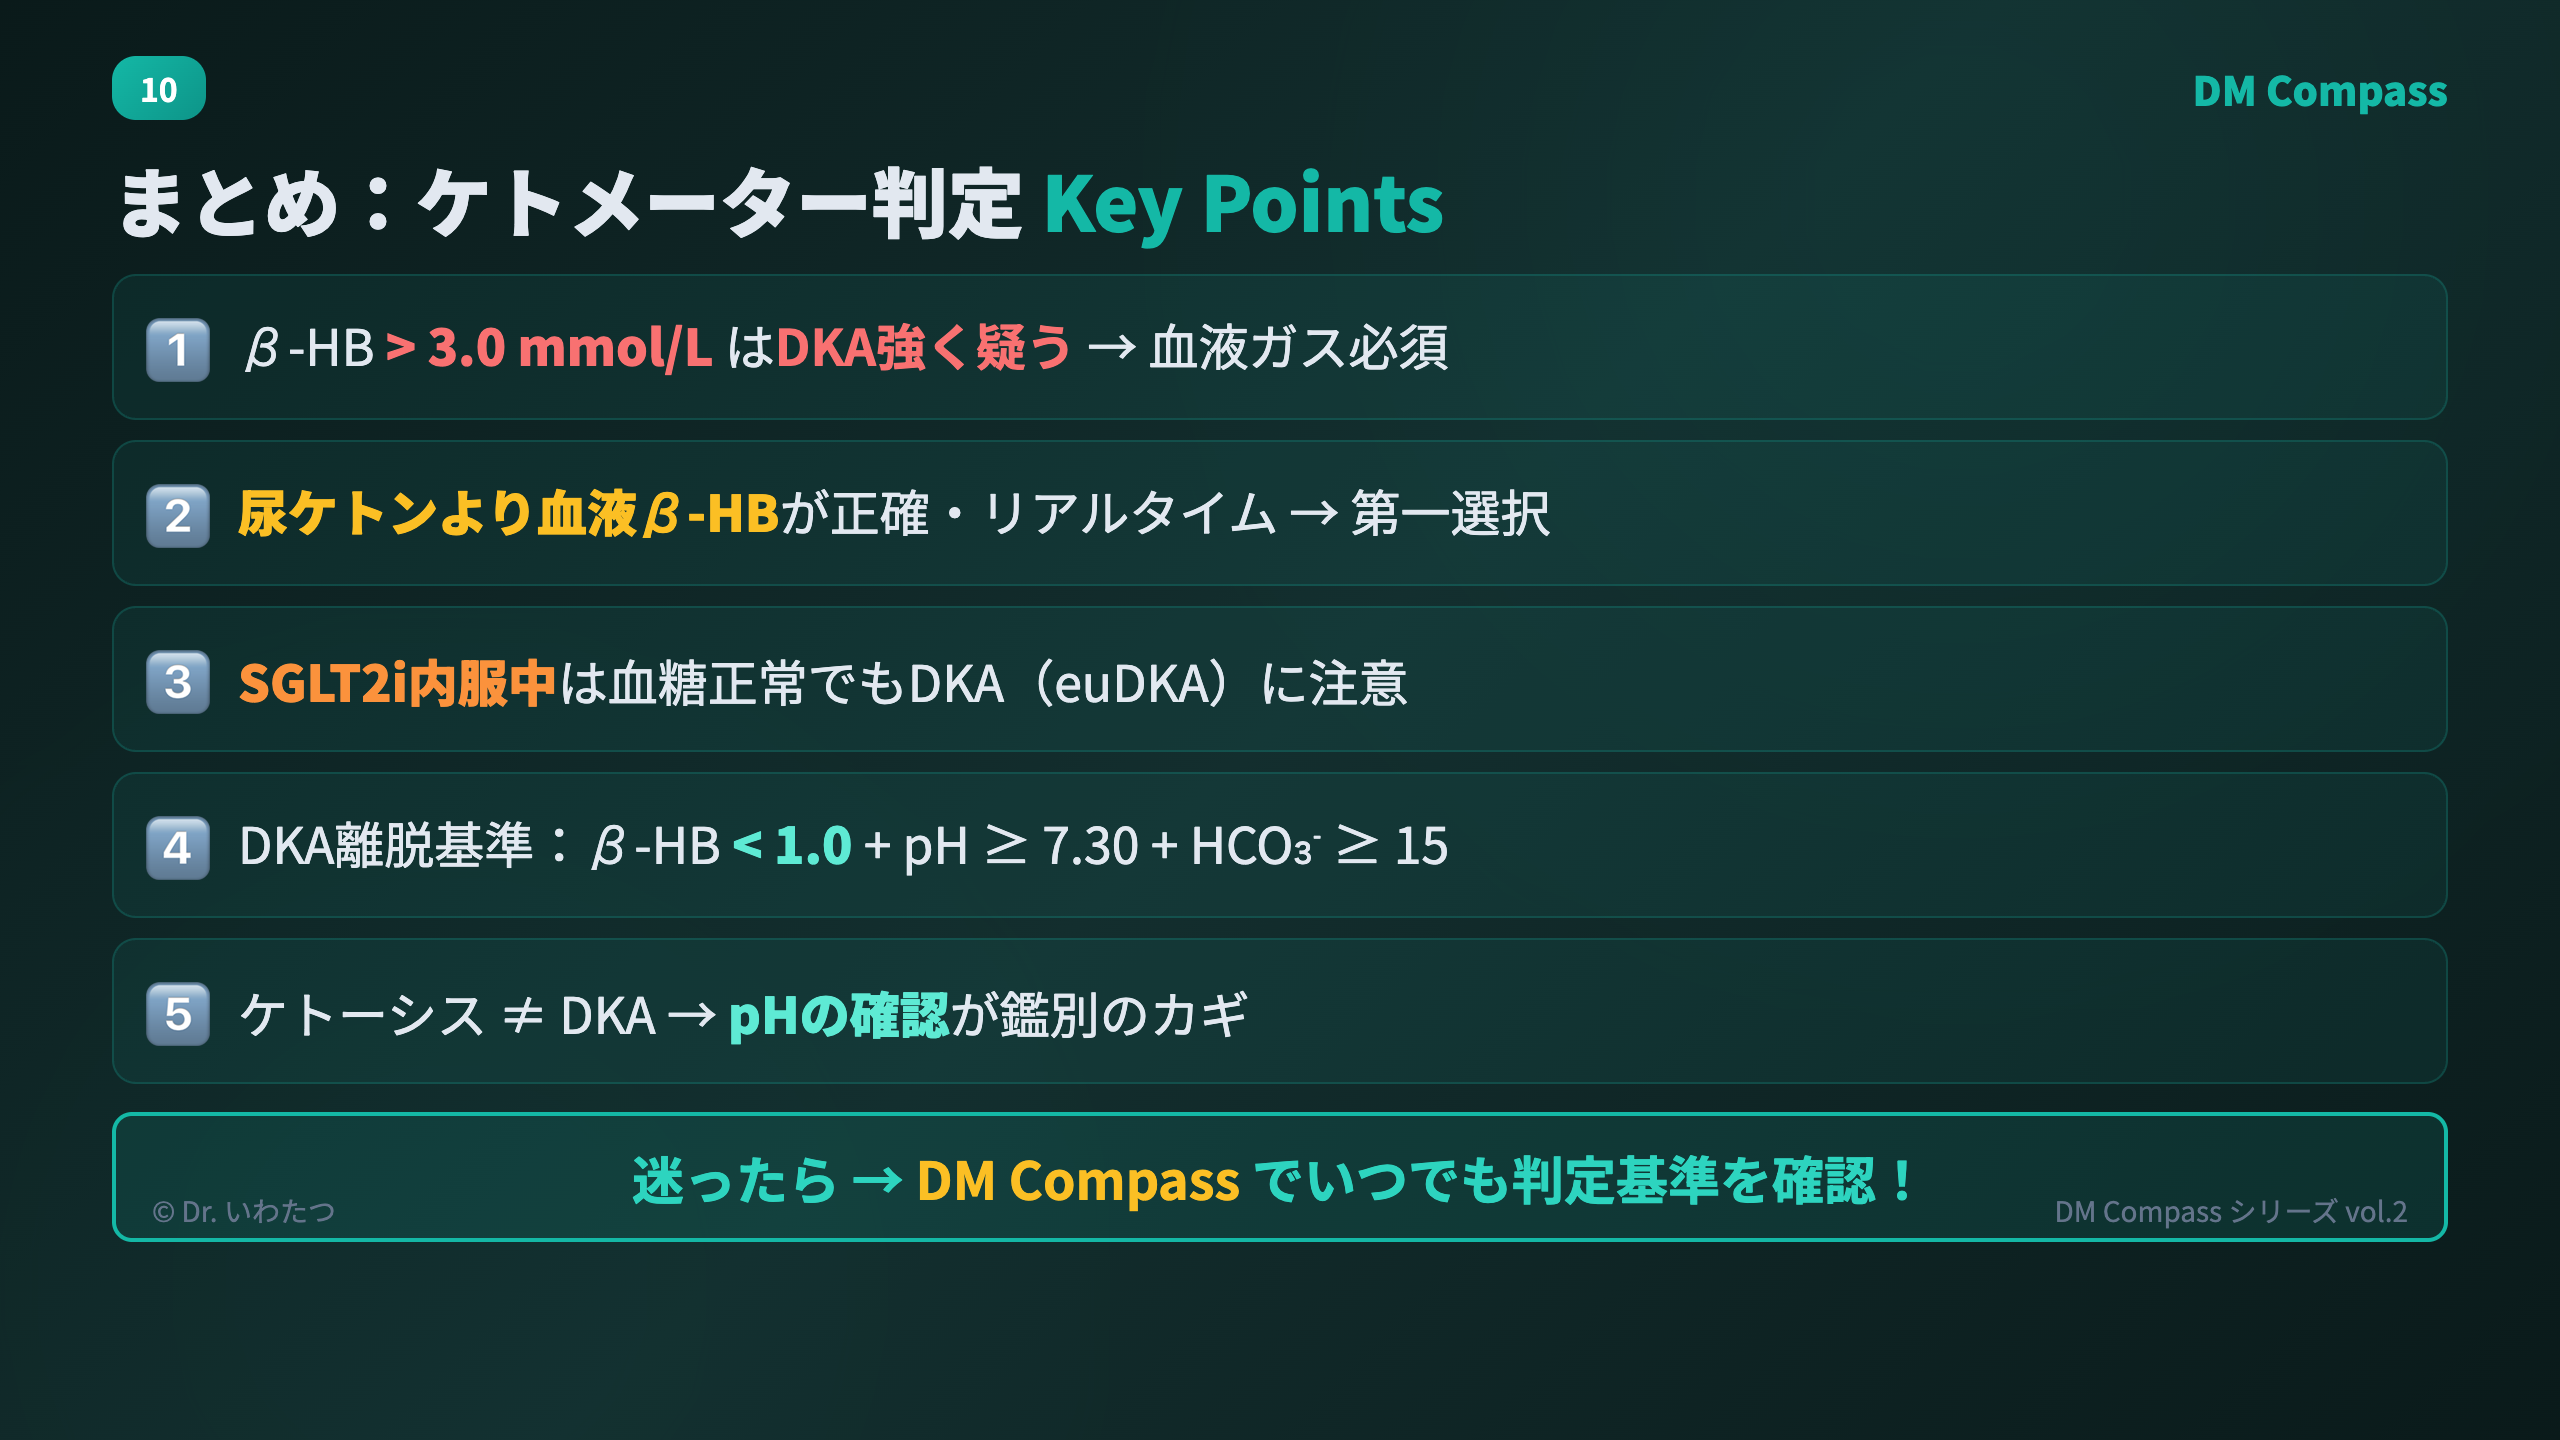 10
DM Compass
まとめ：ケトメーター判定 Key Points
1 β-HB > 3.0 mmol/L はDKA強く疑う → 血液ガス必須
2 尿ケトンより血液β-HBが正確・リアルタイム → 第一選択
3 SGLT2i内服中は血糖正常でもDKA（euDKA）に注意
4 DKA離脱基準：β-HB < 1.0 + pH ≥ 7.30 + HCO₃⁻ ≥ 15
5 ケトーシス ≠ DKA → pHの確認が鑑別のカギ
迷ったら → DM Compass でいつでも判定基準を確認！
© Dr. いわたつ
DM Compass シリーズ vol.2